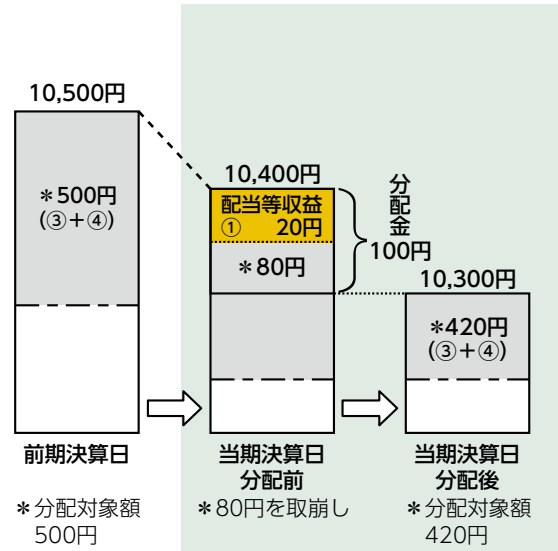 10,500円
＊500円
(③＋④)
10,400円
配当等収益
① 20円
＊80円
分配金
100円
10,300円
＊420円
(③＋④)
前期決算日
当期決算日
分配前
当期決算日
分配後
＊分配対象額
500円
＊80円を取崩し
＊分配対象額
420円